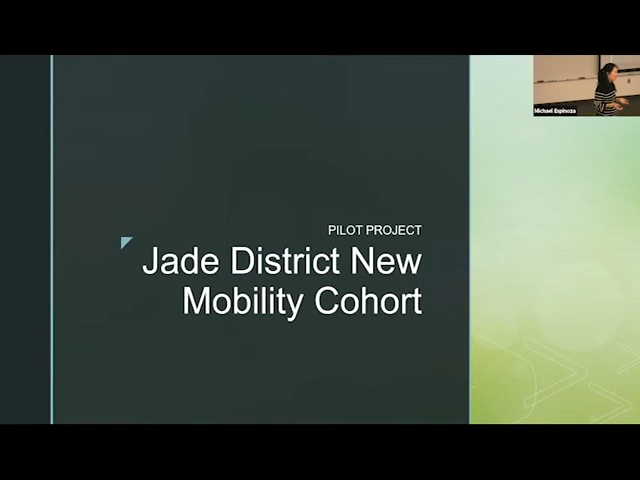 Michael Espinoza
PILOT PROJECT
Jade District New
Mobility Cohort